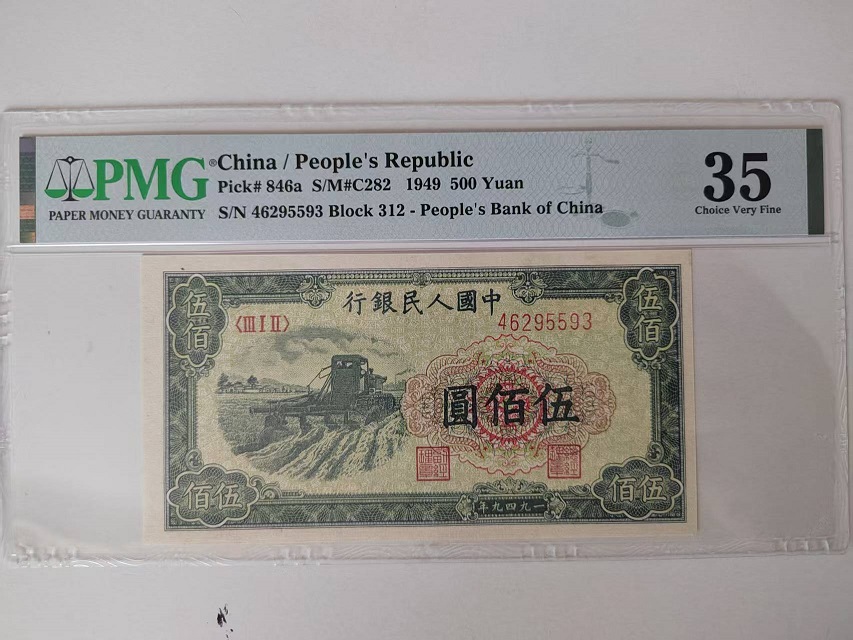 PMG®
PAPER MONEY GUARANTY
China / People's Republic
Pick# 846a S/M#C282 1949 500 Yuan
S/N 46295593 Block 312 - People's Bank of China
35
Choice Very Fine
行銀民人國中
伍佰
伍佰
〈III I II〉
46295593
圓佰伍
佰伍
佰伍
年九四九一